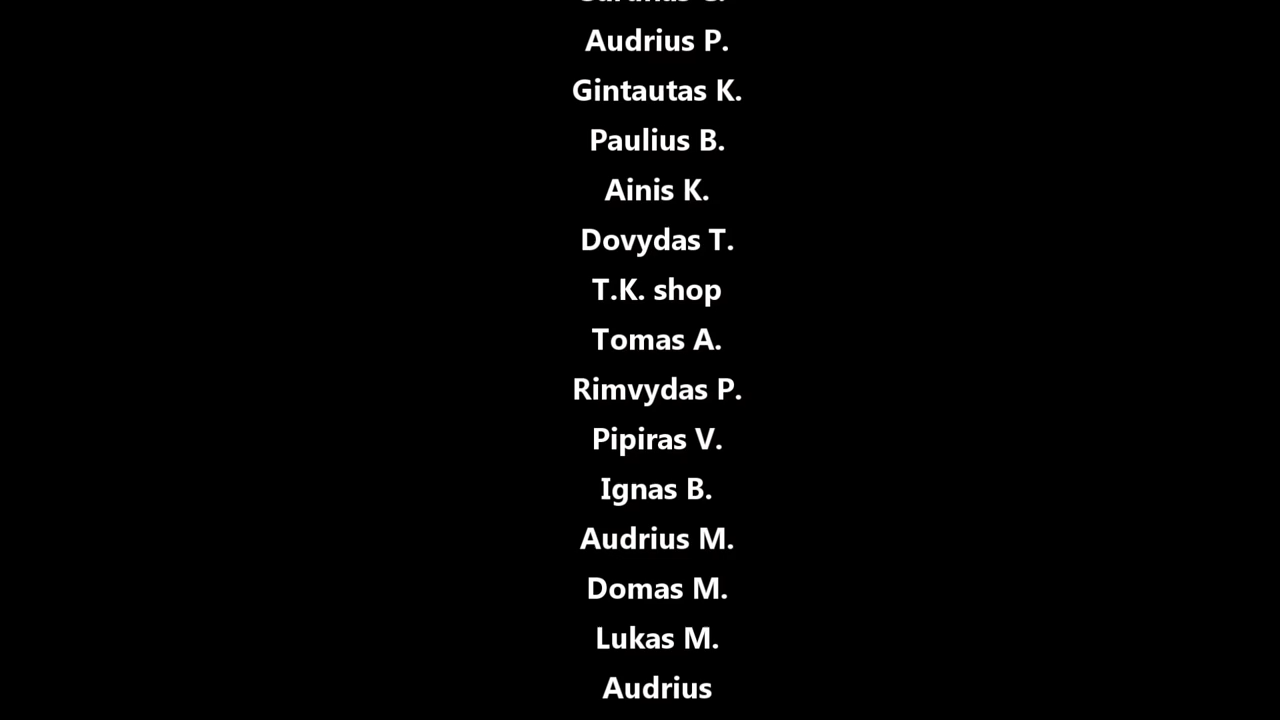 Audrius P.
Gintautas K.
Paulius B.
Ainis K.
Dovydas T.
T.K. shop
Tomas A.
Rimvydas P.
Pipiras V.
Ignas B.
Audrius M.
Domas M.
Lukas M.
Audrius